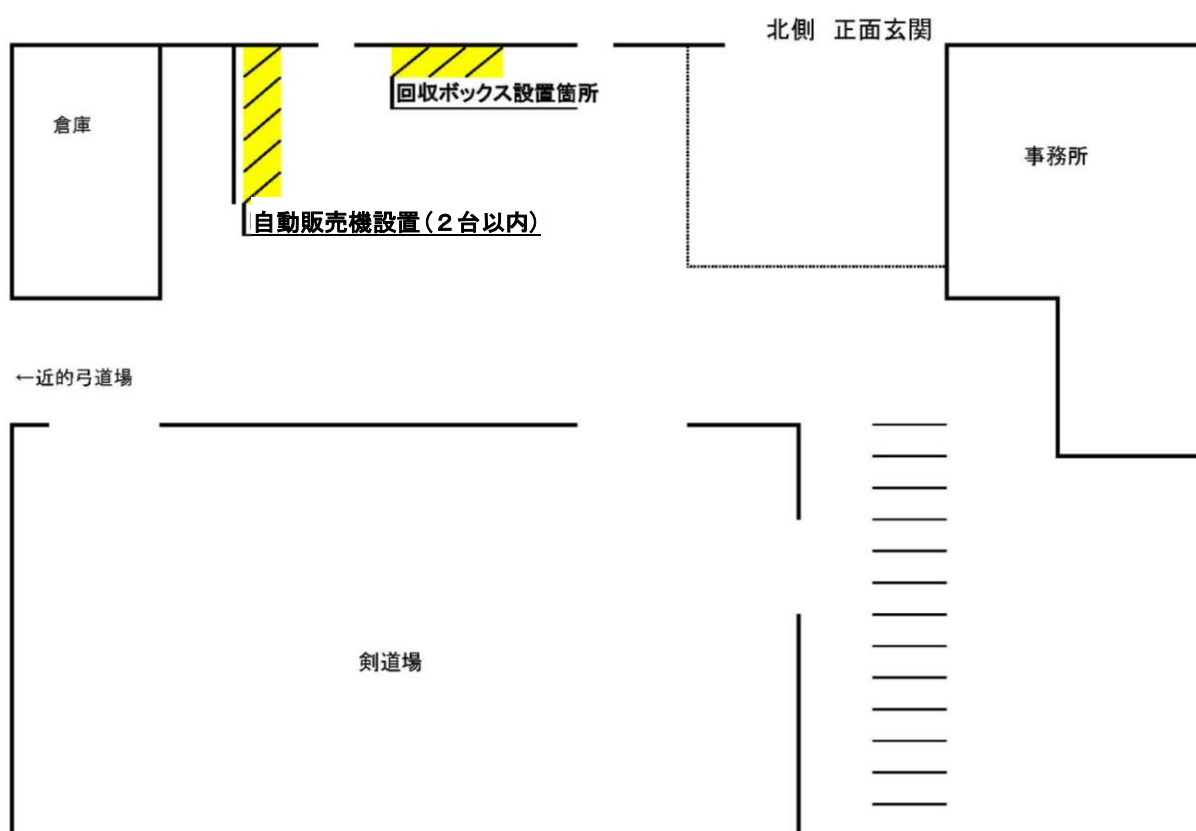 北側　正面玄関
回収ボックス設置箇所
倉庫
事務所
自動販売機設置(２台以内)
←近的弓道場
剣道場